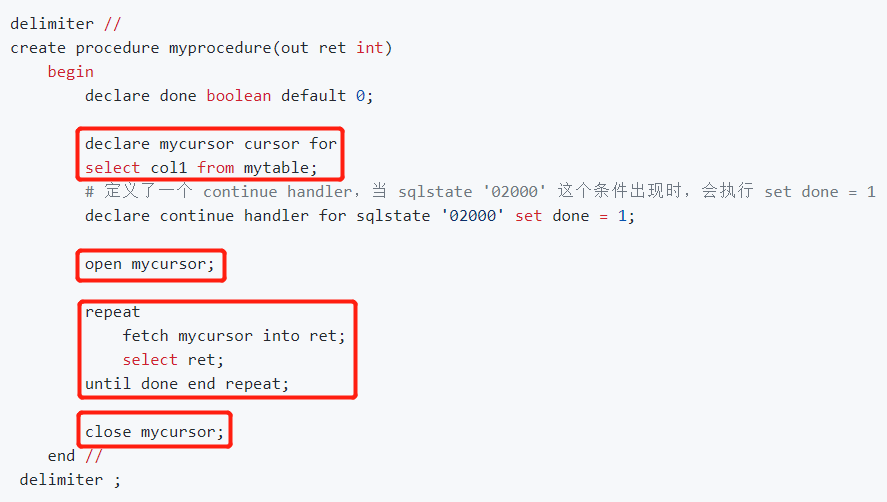 delimiter //
create procedure myprocedure(out ret int)
begin
declare done boolean default 0;
declare mycursor cursor for
select col1 from mytable;
# 定义了一个 continue handler，当 sqlstate '02000' 这个条件出现时，会执行 set done = 1
declare continue handler for sqlstate '02000' set done = 1;
open mycursor;
repeat
fetch mycursor into ret;
select ret;
until done end repeat;
close mycursor;
end //
delimiter ;